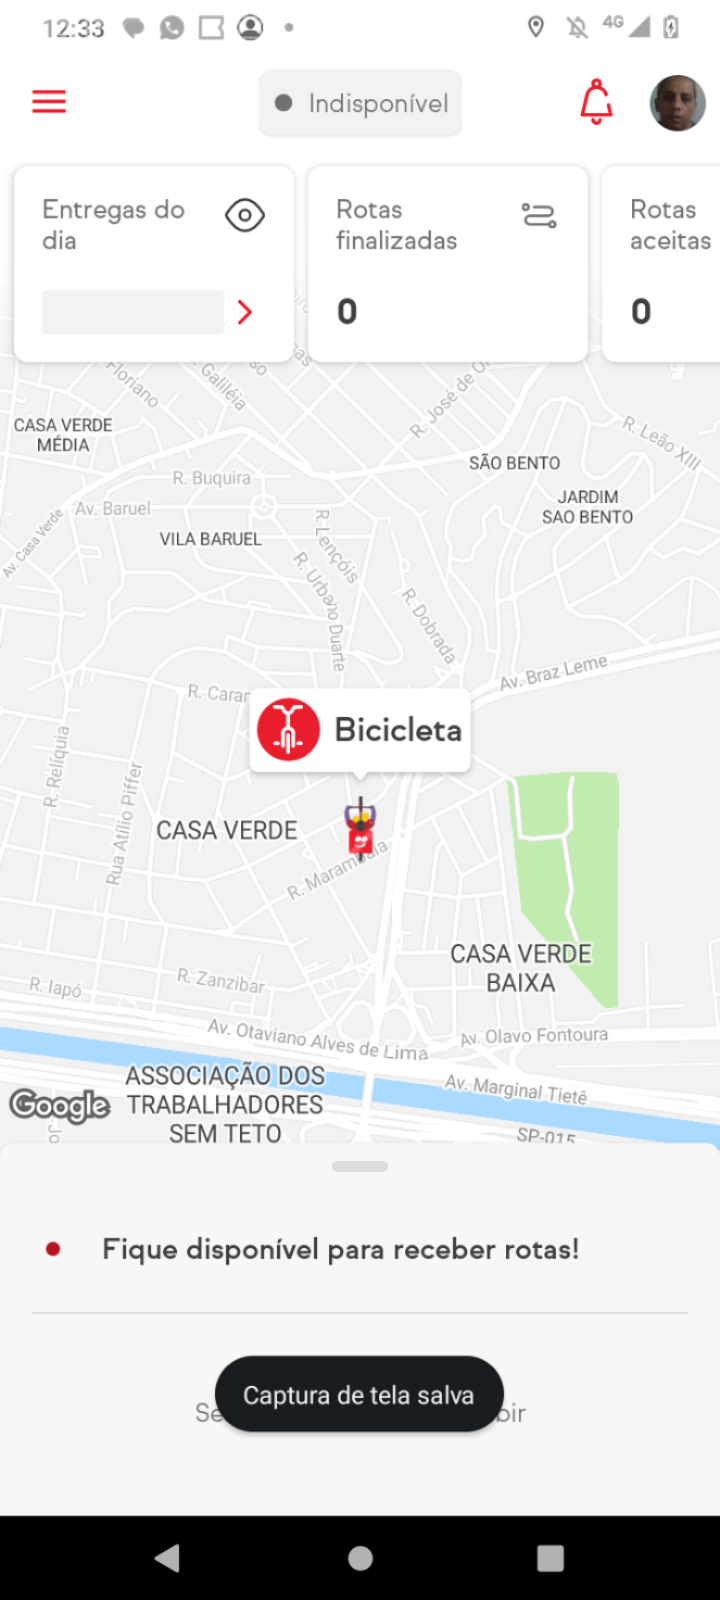 12:33
4G
Indisponível
Entregas do
dia
Rotas
finalizadas
0
Rotas
aceitas
0
Floriano
R. Galiléia
R. José de
R. Leão XIII
CASA VERDE
MÉDIA
SÃO BENTO
R. Buquira
JARDIM
SAO BENTO
Av. Baruel
Av. Casa Verde
VILA BARUEL
R. Lençóis
R. Urbano Duarte
R. Dobrada
Av. Braz Leme
R. Caran
Bicicleta
R. Relíquia
Rua Atílio Piffer
CASA VERDE
R. Marambaia
CASA VERDE
BAIXA
R. Zanzibar
R. Iapó
Av. Otaviano Alves de Lima
Av. Olavo Fontoura
ASSOCIAÇÃO DOS
TRABALHADORES
SEM TETO
Av. Marginal Tietê
Google
SP-015
Fique disponível para receber rotas!
Captura de tela salva
Se
bir